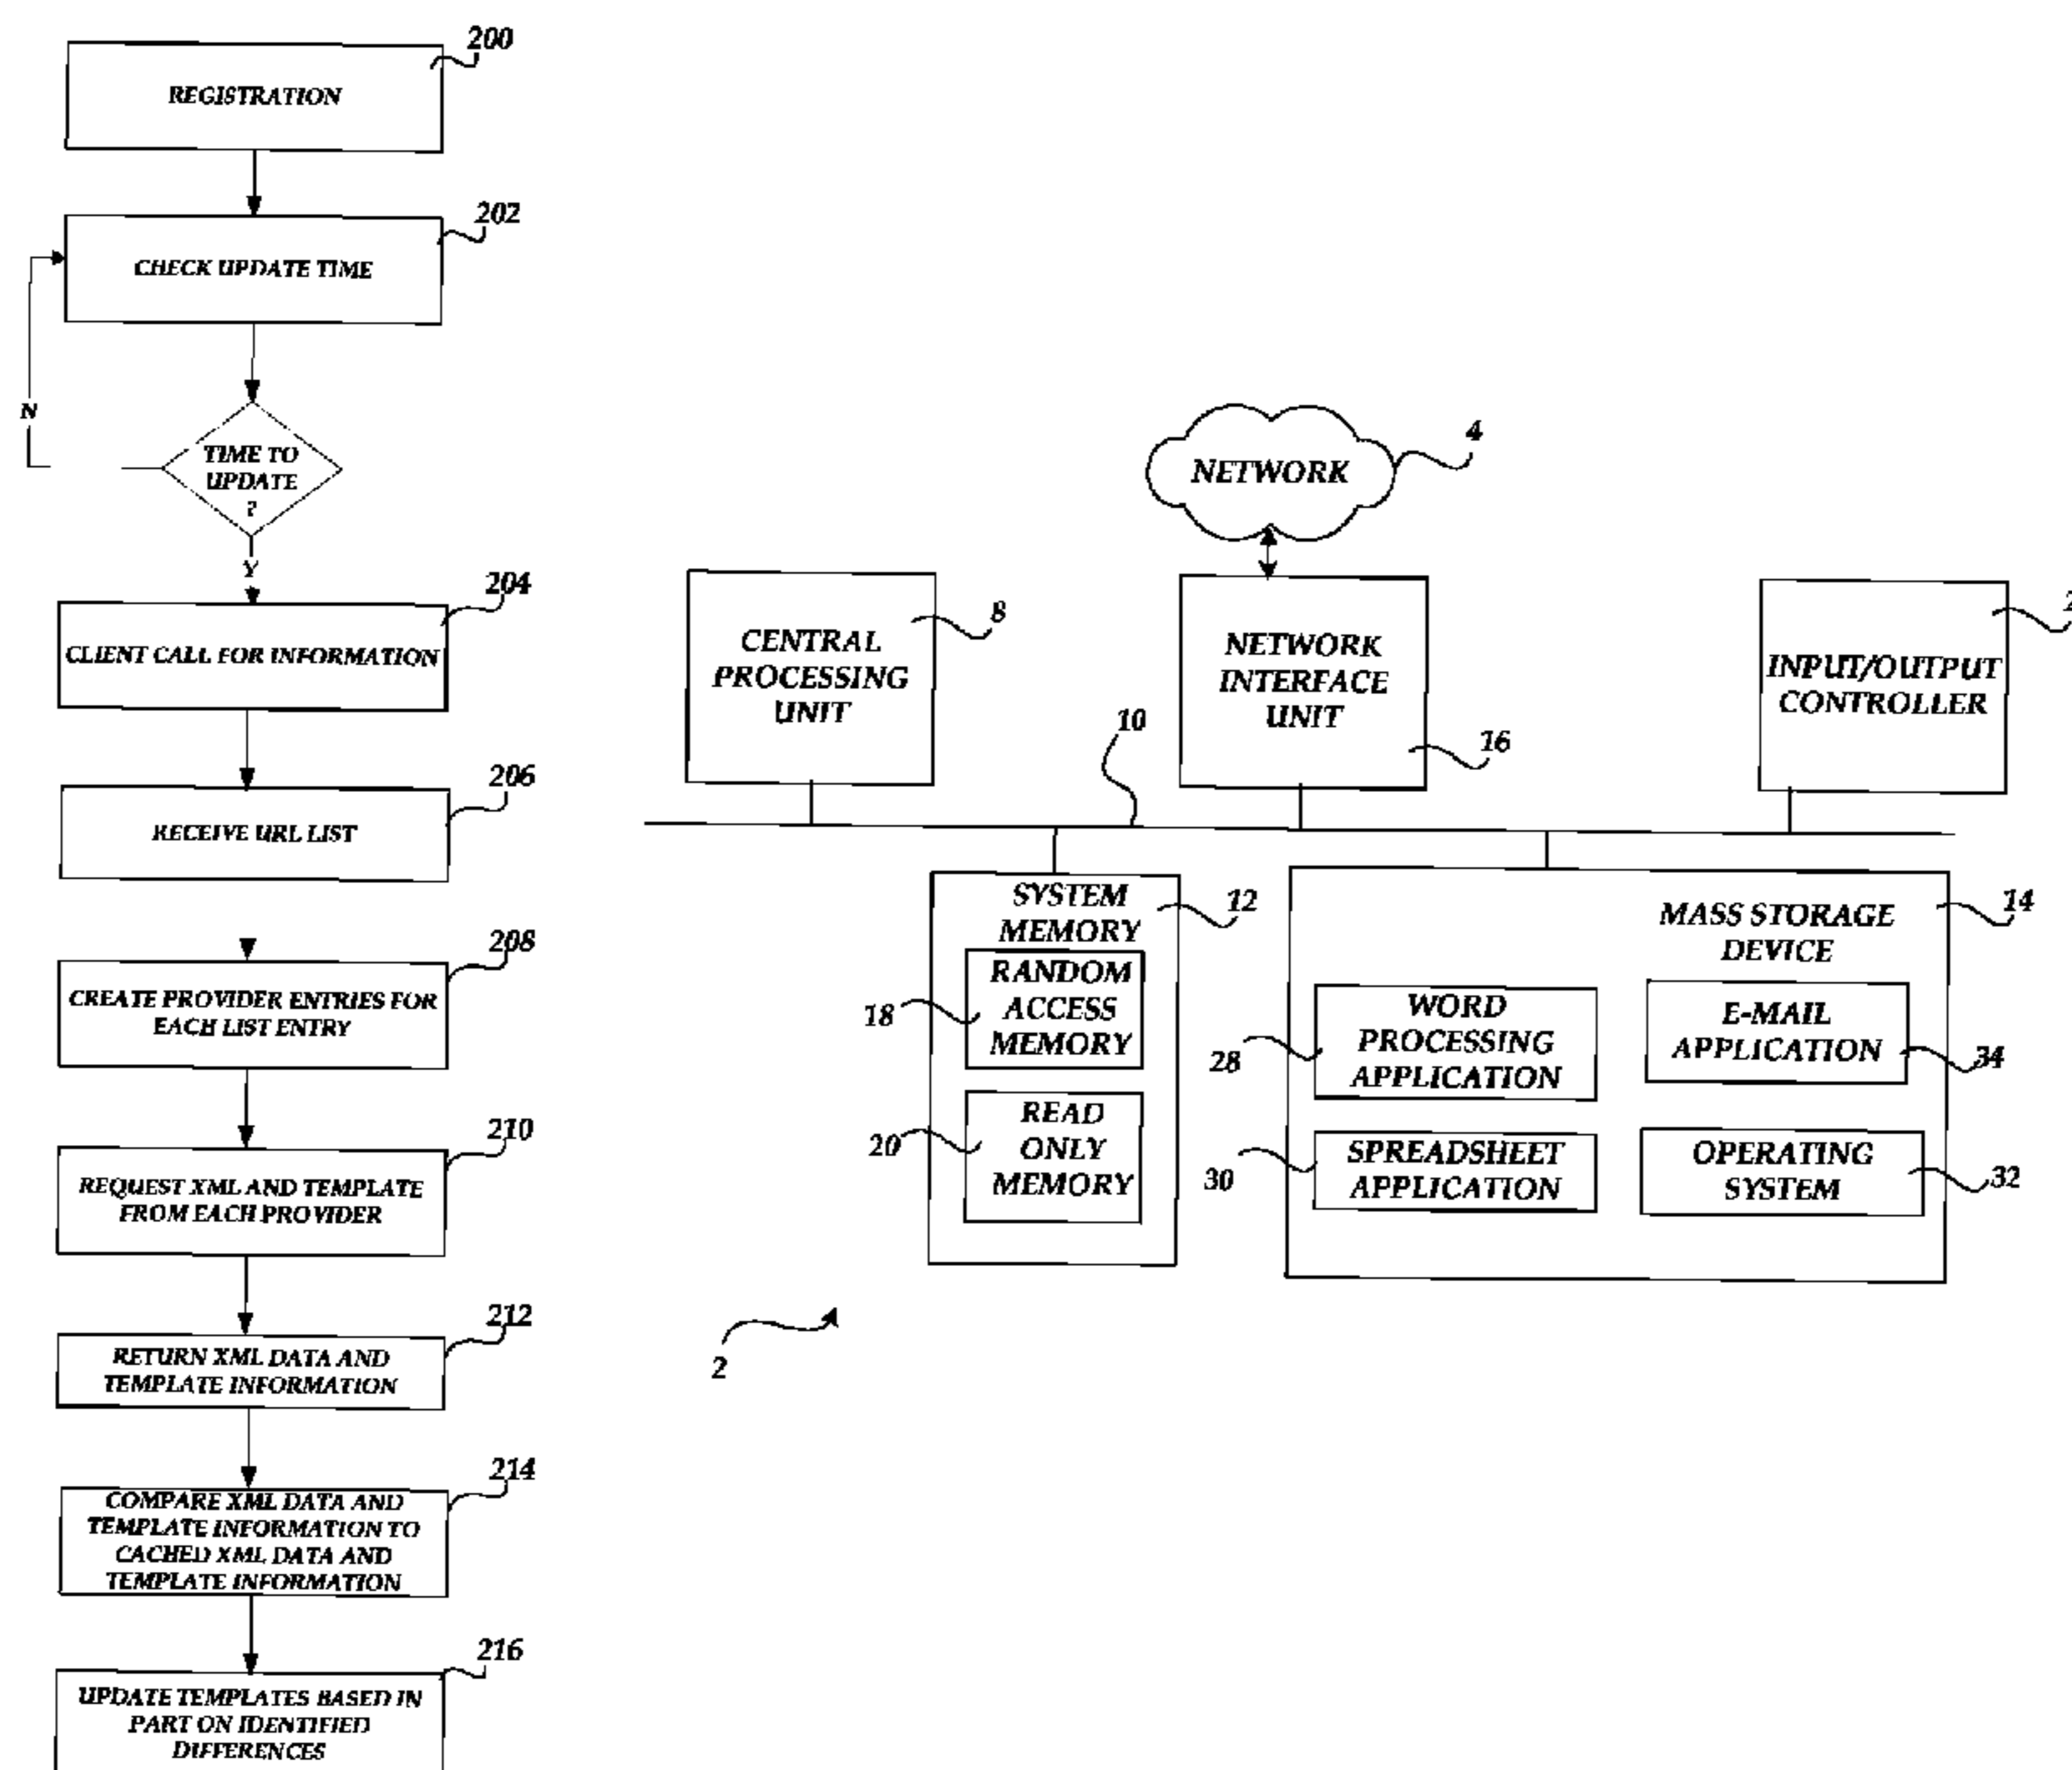 200
REGISTRATION
202
CHECK UPDATE TIME
N
TIME TO
UPDATE
?
Y
204
CLIENT CALL FOR INFORMATION
206
RECEIVE URL LIST
208
CREATE PROVIDER ENTRIES FOR
EACH LIST ENTRY
210
REQUEST XML AND TEMPLATE
FROM EACH PROVIDER
212
RETURN XML DATA AND
TEMPLATE INFORMATION
214
COMPARE XML DATA AND
TEMPLATE INFORMATION TO
CACHED XML DATA AND
TEMPLATE INFORMATION
216
UPDATE TEMPLATES BASED IN
PART ON IDENTIFIED
DIFFERENCES
NETWORK
4
CENTRAL
PROCESSING
UNIT
8
NETWORK
INTERFACE
UNIT
16
INPUT/OUTPUT
CONTROLLER
10
SYSTEM
MEMORY
12
RANDOM
ACCESS
MEMORY
18
READ
ONLY
MEMORY
20
MASS STORAGE
DEVICE
14
WORD
PROCESSING
APPLICATION
28
E-MAIL
APPLICATION
34
SPREADSHEET
APPLICATION
30
OPERATING
SYSTEM
32
2